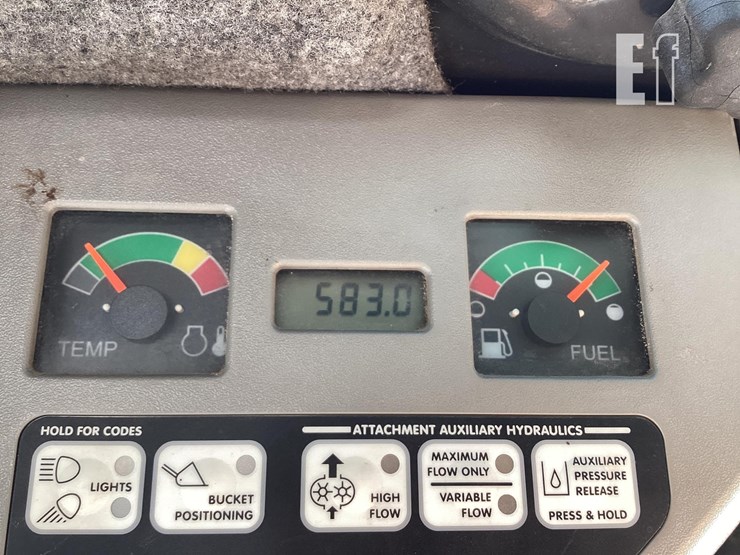 Ef
583.0
TEMP
FUEL
HOLD FOR CODES
ATTACHMENT AUXILIARY HYDRAULICS
LIGHTS
BUCKET
POSITIONING
HIGH
FLOW
MAXIMUM
FLOW ONLY
VARIABLE
FLOW
AUXILIARY
PRESSURE
RELEASE
PRESS & HOLD